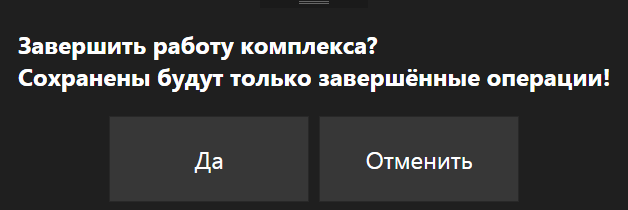 Завершить работу комплекса?
Сохранены будут только завершённые операции!
Да
Отменить